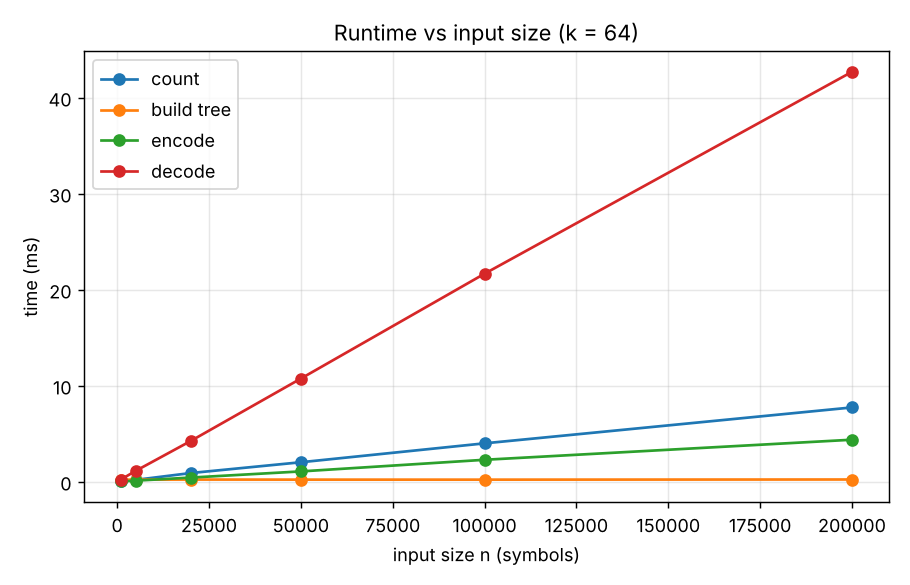 Runtime vs input size (k = 64)
count
build tree
encode
decode
40
30
20
10
0
time (ms)
0 25000 50000 75000 100000 125000 150000 175000 200000
input size n (symbols)